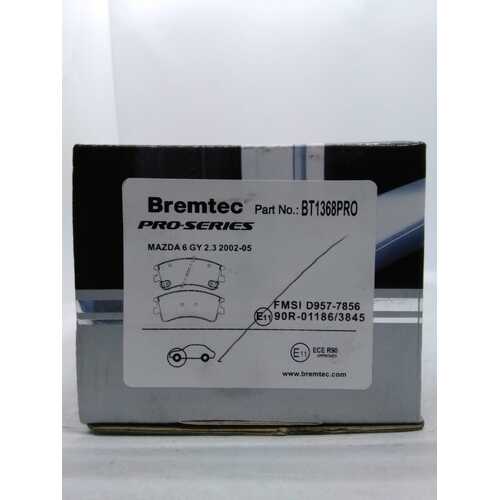 Bremtec Part No.: BT1368PRO
PRO-SERIES
MAZDA 6 GY 2.3 2002-05
FMSI D957-7856
E11 90R-01186/3845
E11 ECE R90
APPROVED
www.bremtec.com